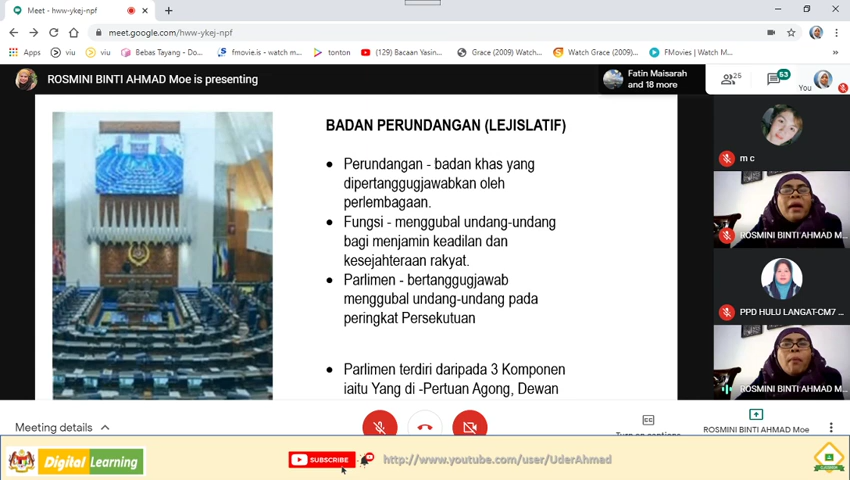 Meet - hww-ykej-npf
meet.google.com/hww-ykej-npf
Apps viu viu Bebas Tayang - Do... fmovie.is - watch m... tonton (129) Bacaan Yasin... Grace (2009) Watc... Watch Grace (2009)... FMovies | Watch M...
ROSMINI BINTI AHMAD Moe is presenting
Fatin Maisarah
and 18 more
25
53
You
BADAN PERUNDANGAN (LEJISLATIF)
Perundangan - badan khas yang
dipertanggugjawabkan oleh
perlembagaan.
Fungsi - menggubal undang-undang
bagi menjamin keadilan dan
kesejahteraan rakyat.
Parlimen - bertanggugjawab
menggubal undang-undang pada
peringkat Persekutuan
Parlimen terdiri daripada 3 Komponen
iaitu Yang di -Pertuan Agong, Dewan
m c
ROSMINI BINTI AHMAD M...
PPD HULU LANGAT-CM7 ...
ROSMINI BINTI AHMAD M...
Meeting details
Turn on captions
ROSMINI BINTI AHMAD Moe
Digital Learning
SUBSCRIBE
http://www.youtube.com/user/UderAhmad